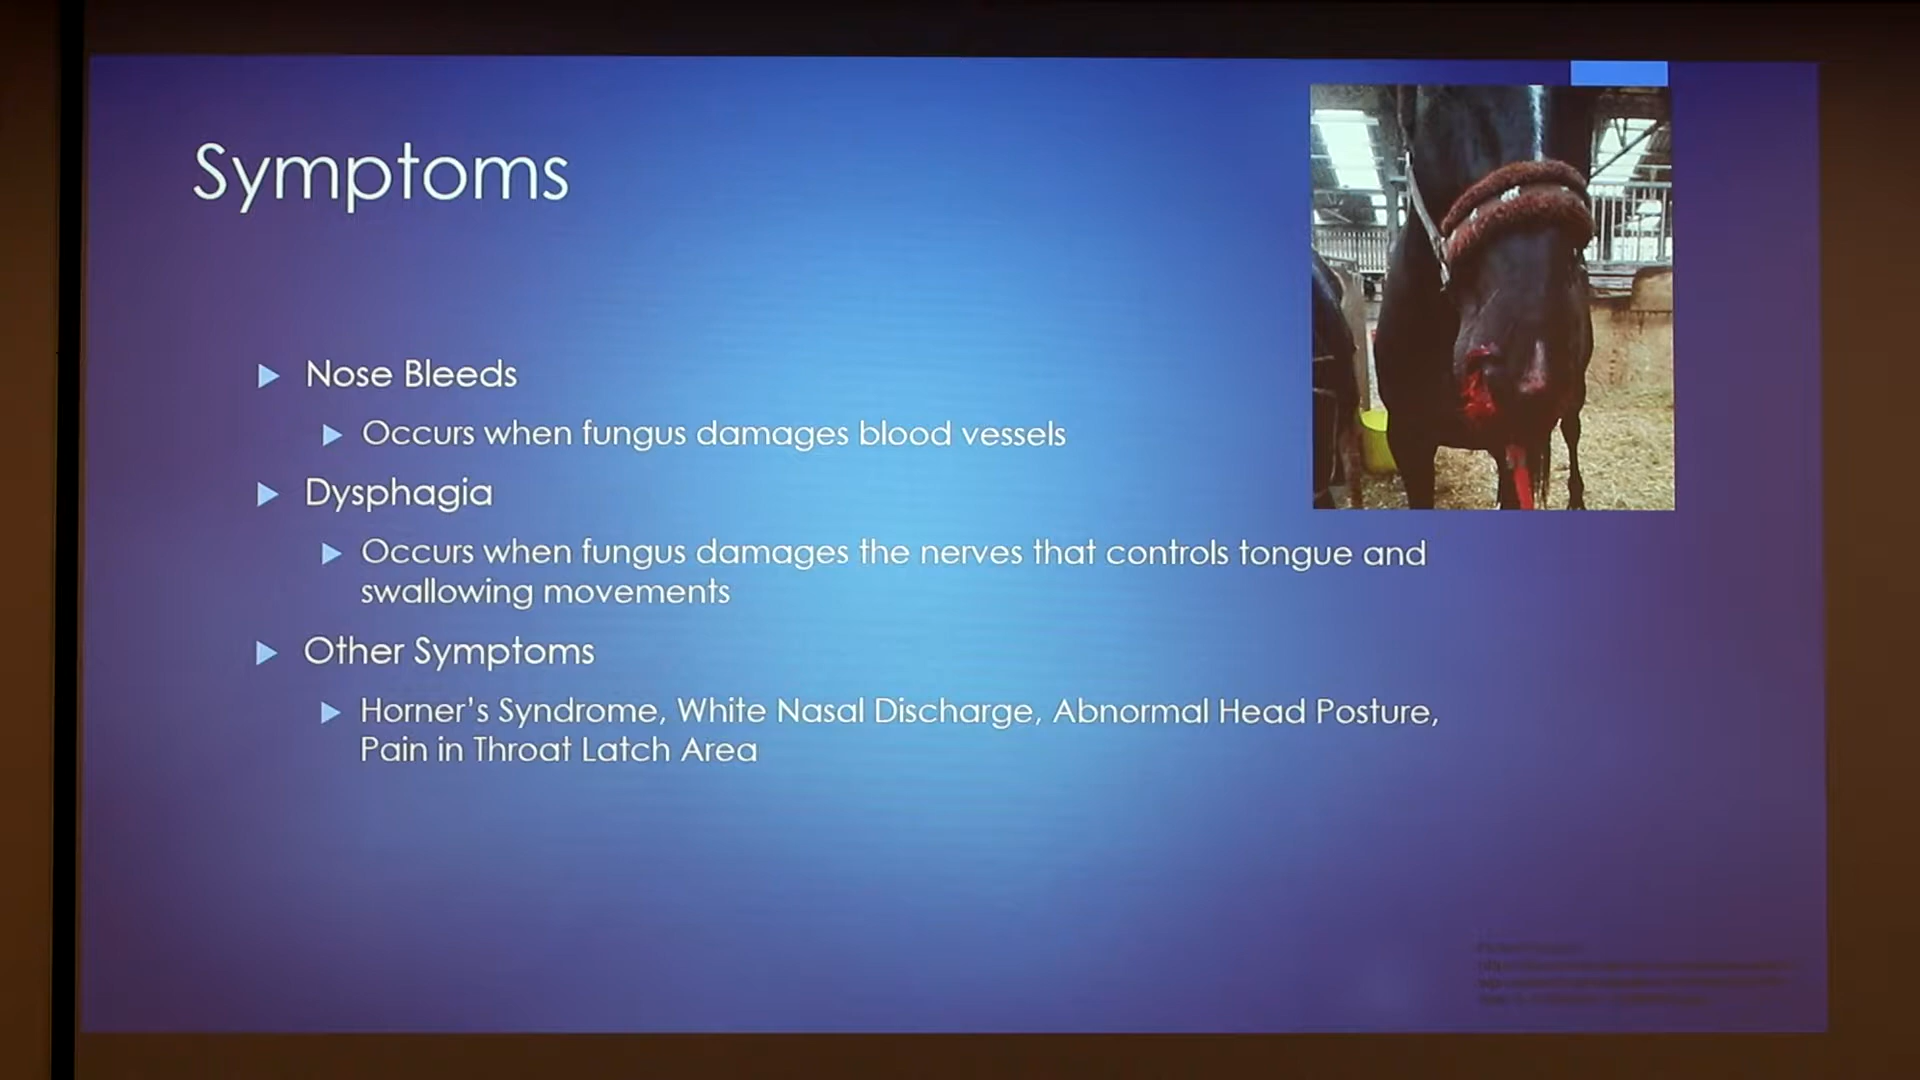 Symptoms
Nose Bleeds
Occurs when fungus damages blood vessels
Dysphagia
Occurs when fungus damages the nerves that controls tongue and
swallowing movements
Other Symptoms
Horner's Syndrome, White Nasal Discharge, Abnormal Head Posture,
Pain in Throat Latch Area